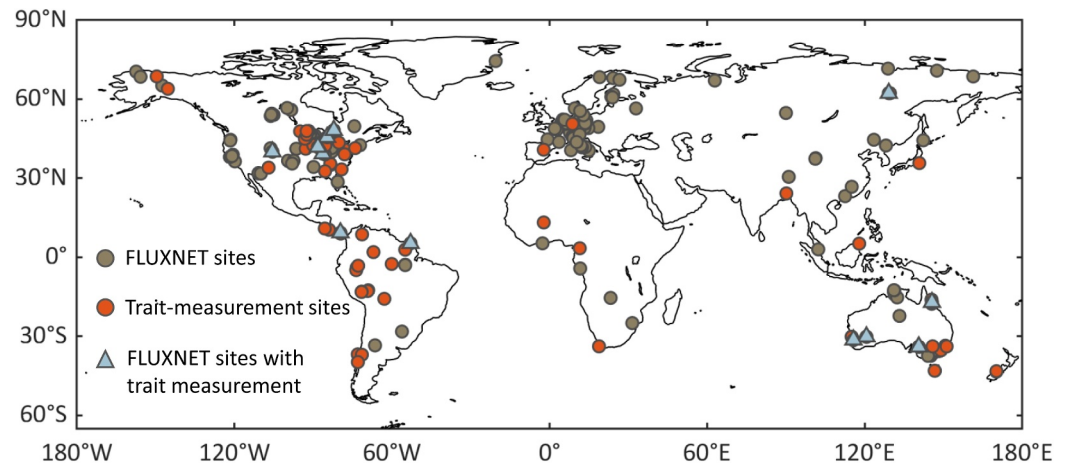 90°N
60°N
30°N
0°
30°S
60°S
FLUXNET sites
Trait-measurement sites
FLUXNET sites with
trait measurement
180°W
120°W
60°W
0°
60°E
120°E
180°E